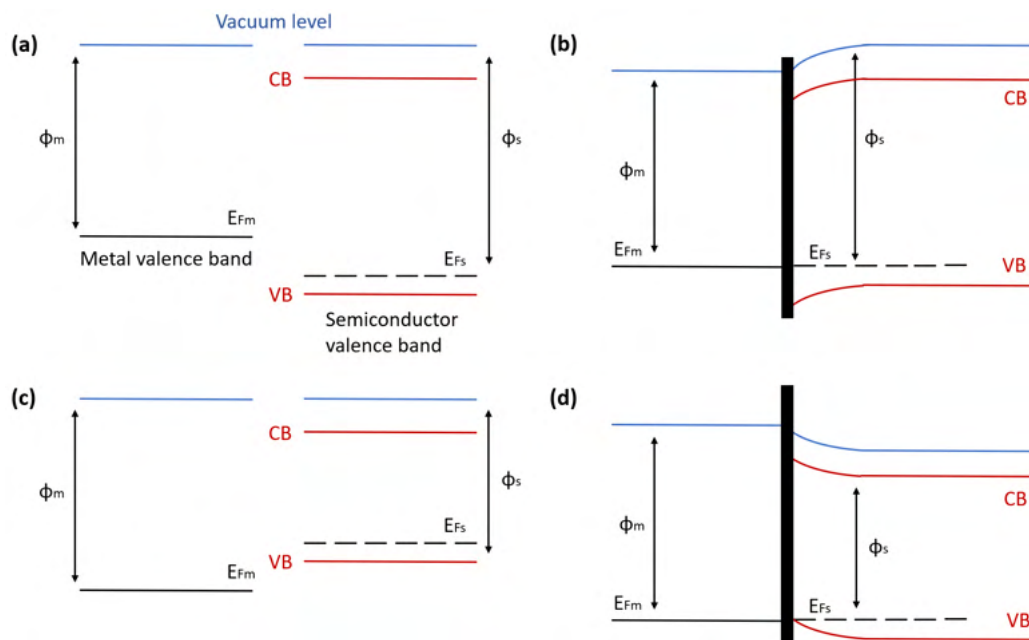 (a)
Vacuum level
CB
ϕm
ϕs
EFm
Metal valence band
EFs
VB
Semiconductor
valence band
(b)
CB
ϕm
ϕs
EFm
EFs
VB
(c)
CB
ϕm
ϕs
EFs
VB
EFm
(d)
CB
ϕm
ϕs
EFm
EFs
VB